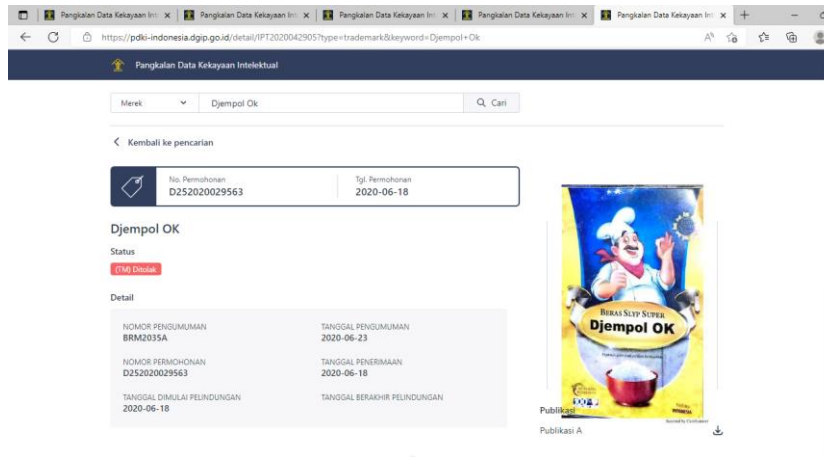 Pangkalan Data Kekayaan Int
Pangkalan Data Kekayaan Int
Pangkalan Data Kekayaan Int
Pangkalan Data Kekayaan Int
Pangkalan Data Kekayaan Int
https://pdki-indonesia.dgip.go.id/detail/IPT2020042905?type=trademark&keyword=Djempol+Ok
Pangkalan Data Kekayaan Intelektual
Merek
Djempol Ok
Cari
Kembali ke pencarian
No. Permohonan
Tgl. Permohonan
D252020029563
2020-06-18
Djempol OK
Status
(TM) Ditolak
Detail
NOMOR PENGUMUMAN
TANGGAL PENGUMUMAN
BRM2035A
2020-06-23
NOMOR PERMOHONAN
TANGGAL PENERIMAAN
D252020029563
2020-06-18
TANGGAL DIMULAI PELINDUNGAN
TANGGAL BERAKHIR PELINDUNGAN
2020-06-18
BERAS SLYP SUPER
Djempol OK
100%
INDONESIA
Publikasi
Publikasi A